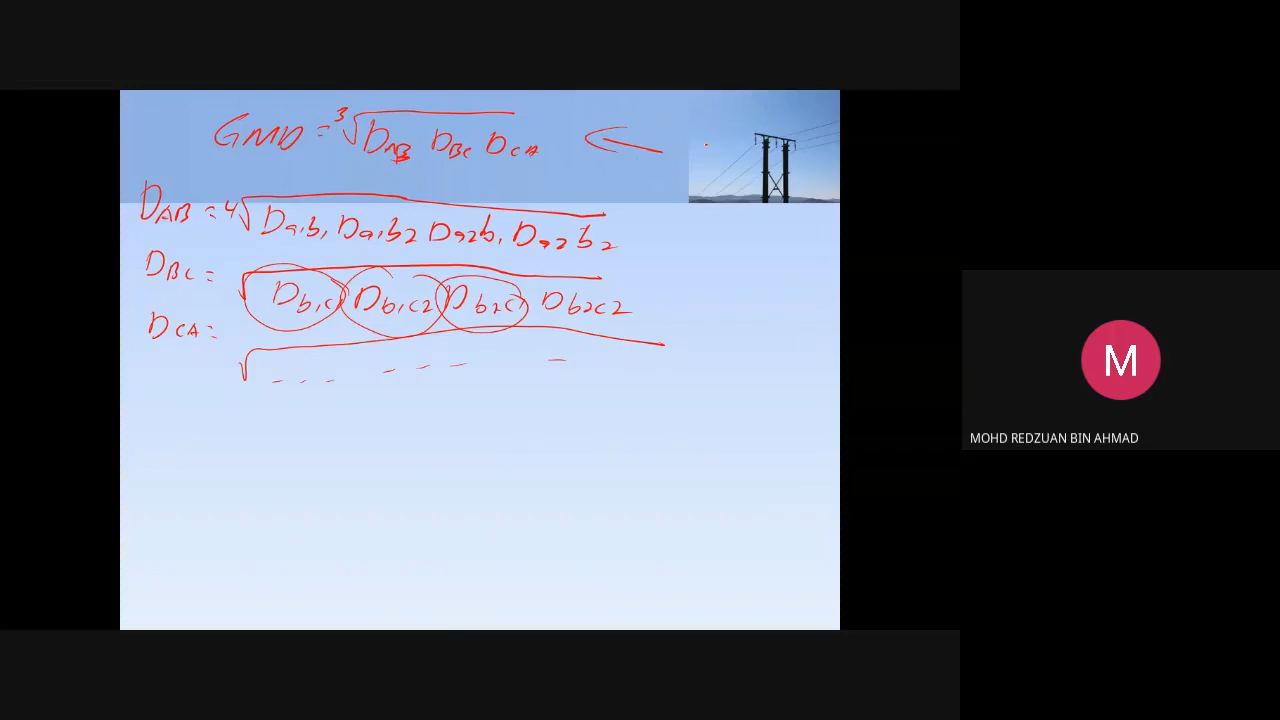 GMD = ³√DAB DBC DCA
DAB = ⁴√Da1b1 Da1b2 Da2b1 Da2b2
DBC = √Db1c1 Db1c2 Db2c1 Db2c2
DCA = √--- --- -
M
MOHD REDZUAN BIN AHMAD